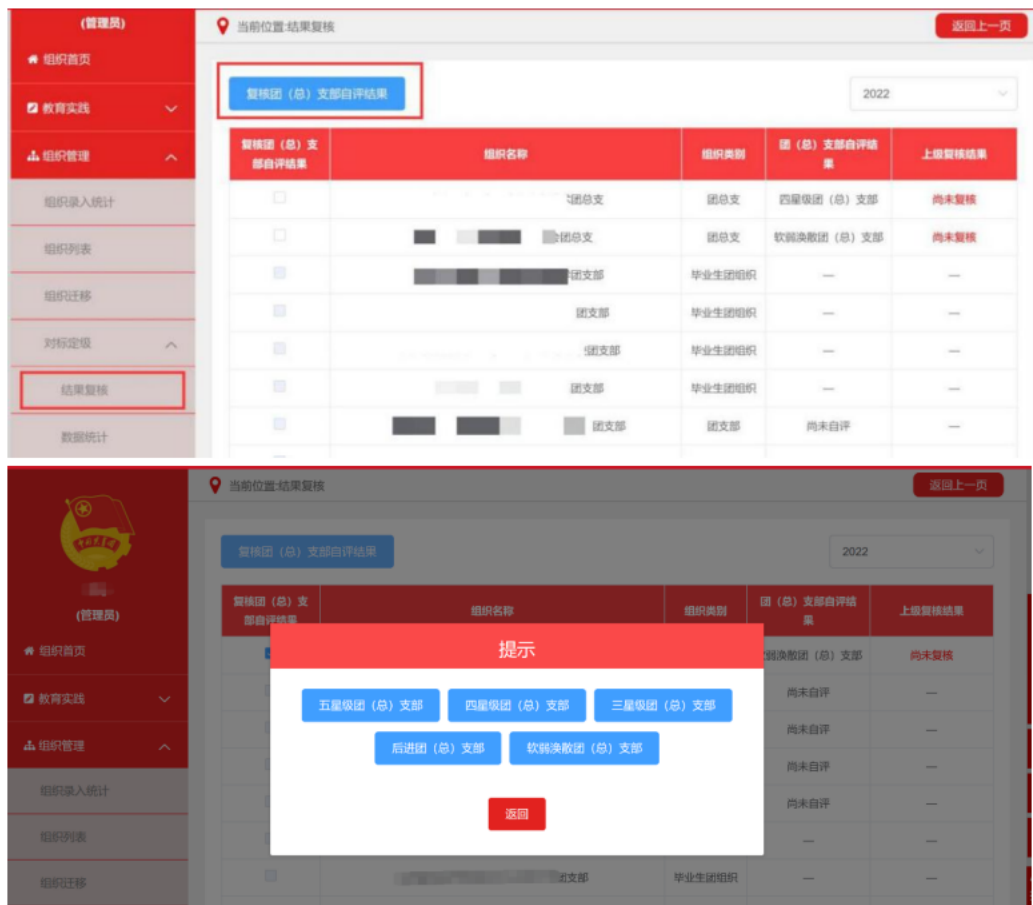 (管理员)
当前位置:结果复核
返回上一页
组织首页
教育实践
组织管理
组织录入统计
组织列表
组织迁移
对标定级
结果复核
数据统计
复核团（总）支部自评结果
2022
复核团（总）支
部自评结果
组织名称
组织类别
团（总）支部自评结
果
上级复核结果
团总支
团总支
四星级团（总）支部
尚未复核
团总支
团总支
软弱涣散团（总）支部
尚未复核
团支部
毕业生团组织
—
—
团支部
毕业生团组织
—
—
团支部
毕业生团组织
—
—
团支部
毕业生团组织
—
—
团支部
团支部
尚未自评
—
当前位置:结果复核
返回上一页
(管理员)
组织首页
教育实践
组织管理
组织录入统计
组织列表
组织迁移
复核团（总）支部自评结果
2022
复核团（总）支
部自评结果
组织名称
组织类别
团（总）支部自评结
果
上级复核结果
弱涣散团（总）支部
尚未复核
尚未自评
—
尚未自评
—
尚未自评
—
尚未自评
—
—
—
团支部
毕业生团组织
—
—
提示
五星级团（总）支部
四星级团（总）支部
三星级团（总）支部
后进团（总）支部
软弱涣散团（总）支部
返回